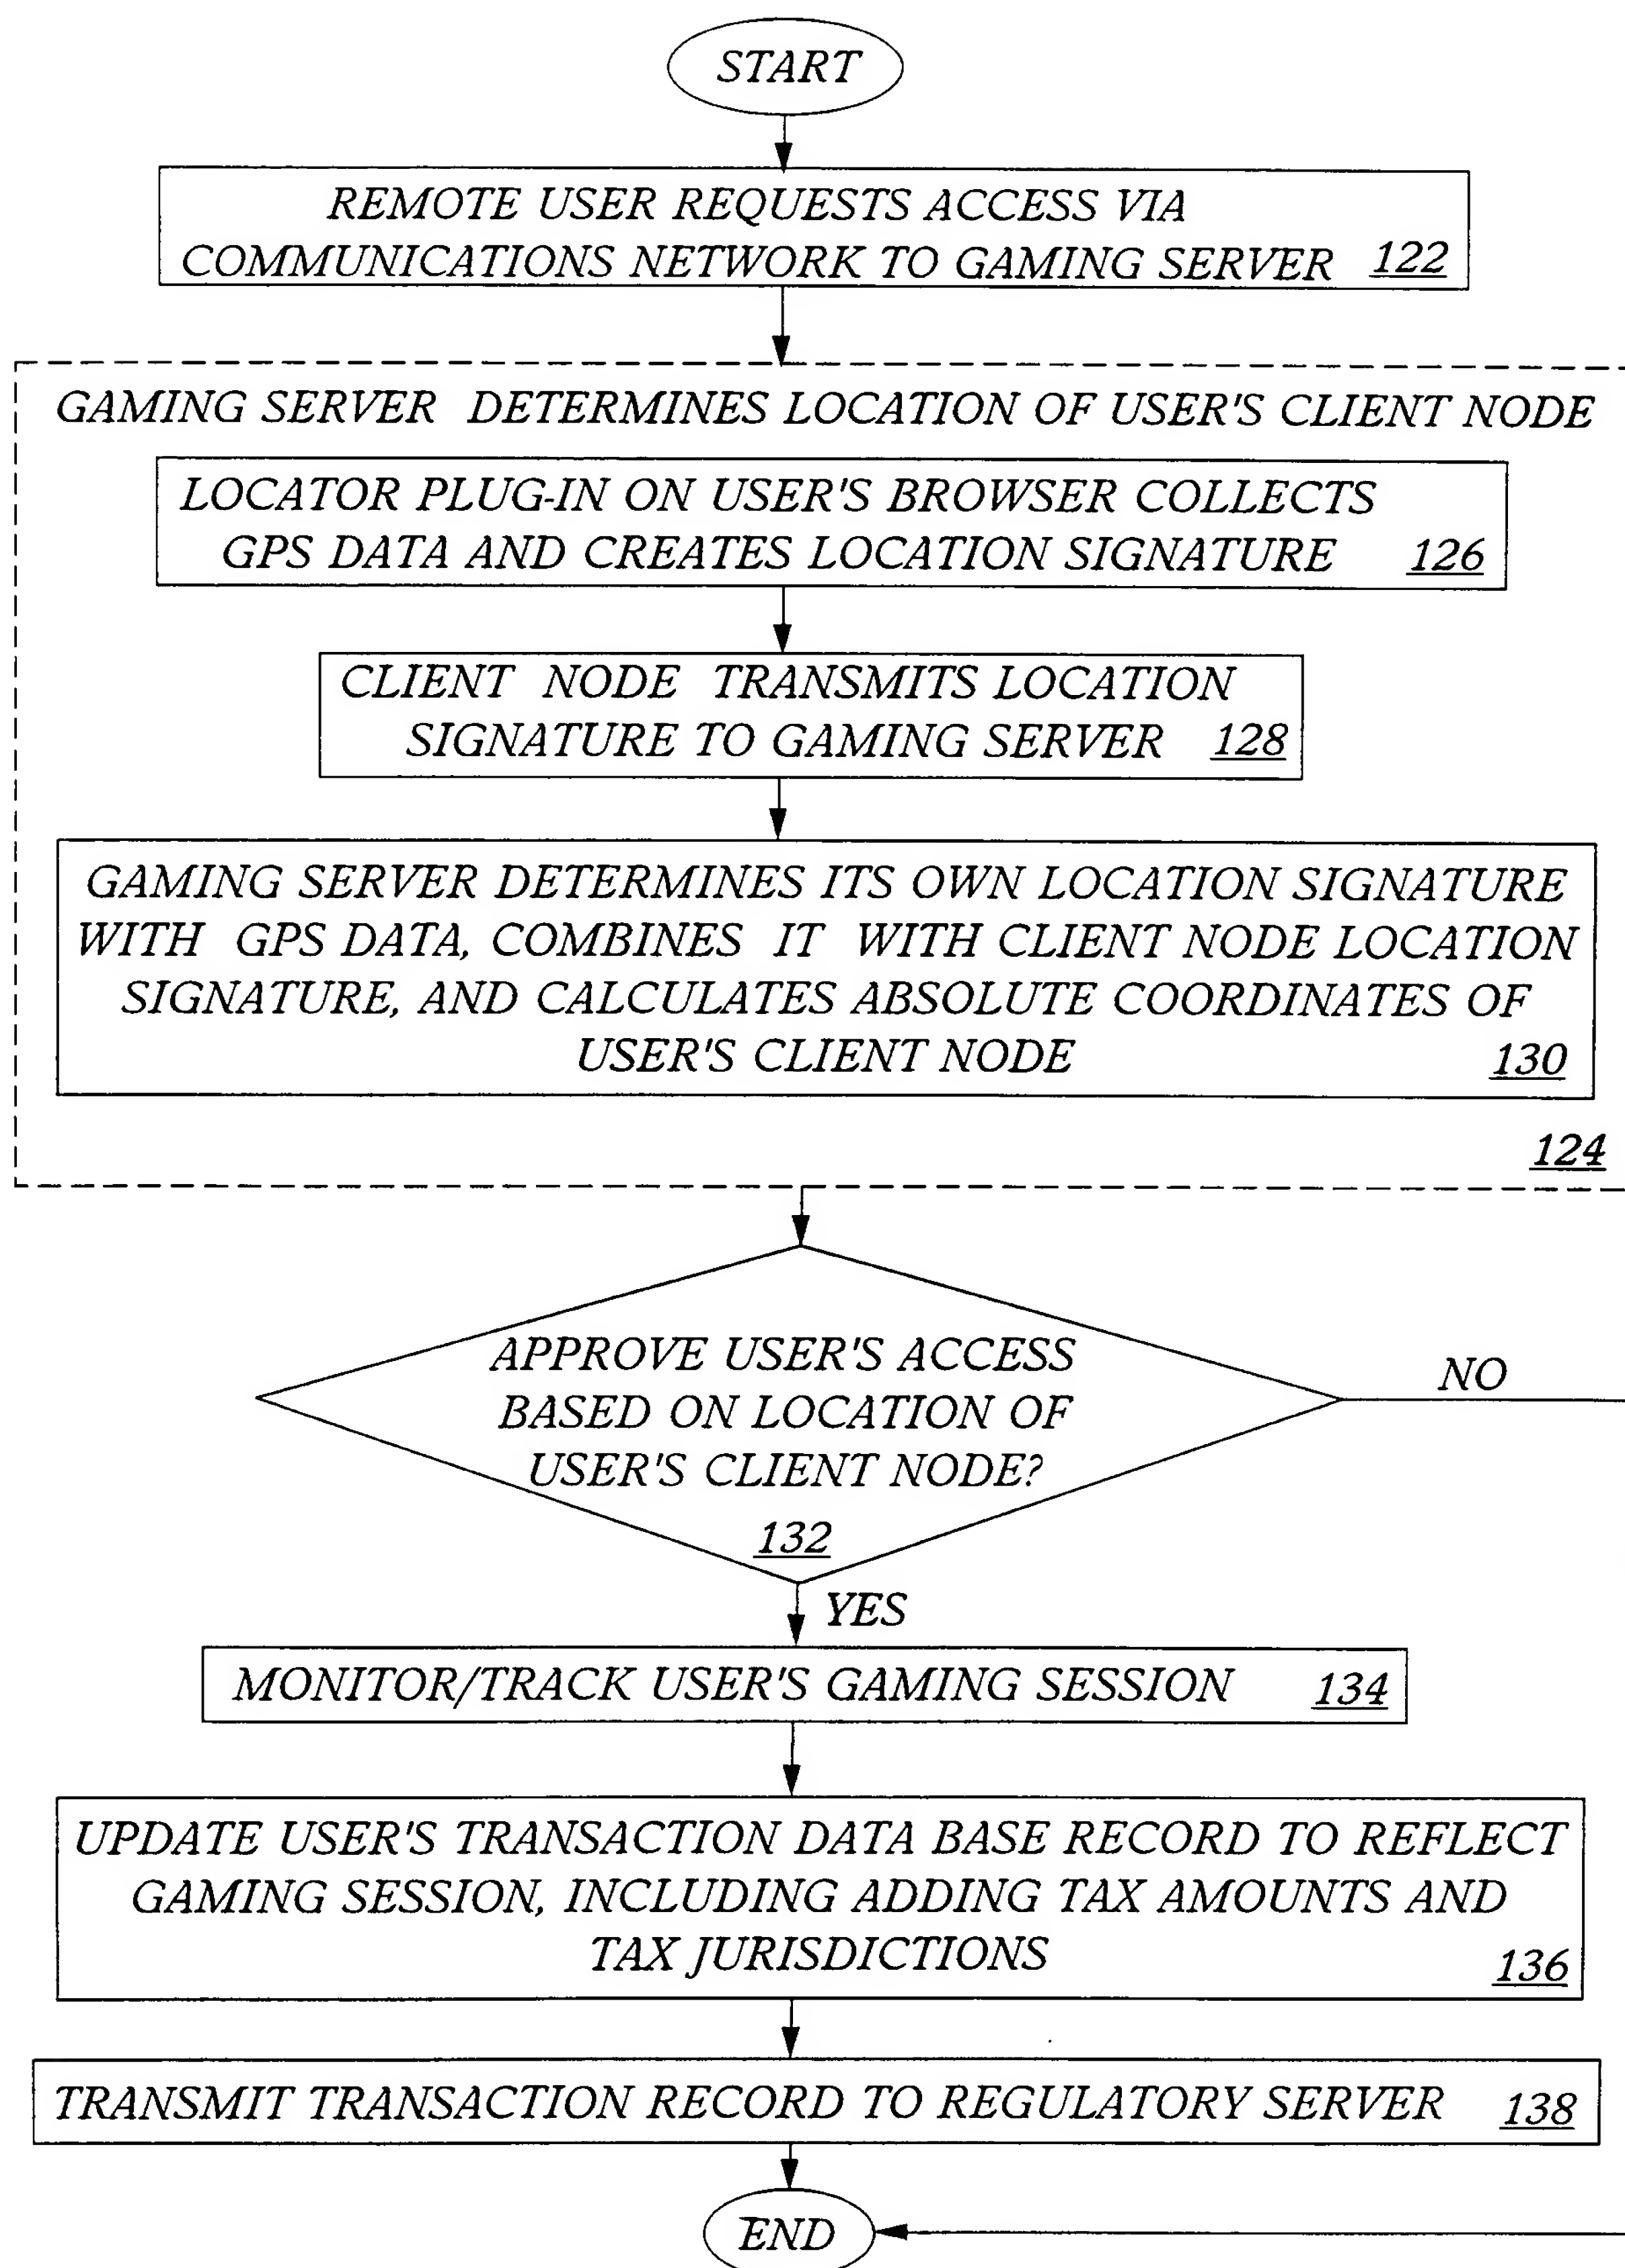 START
REMOTE USER REQUESTS ACCESS VIA
COMMUNICATIONS NETWORK TO GAMING SERVER 122
GAMING SERVER DETERMINES LOCATION OF USER'S CLIENT NODE
LOCATOR PLUG-IN ON USER'S BROWSER COLLECTS
GPS DATA AND CREATES LOCATION SIGNATURE 126
CLIENT NODE TRANSMITS LOCATION
SIGNATURE TO GAMING SERVER 128
GAMING SERVER DETERMINES ITS OWN LOCATION SIGNATURE
WITH GPS DATA, COMBINES IT WITH CLIENT NODE LOCATION
SIGNATURE, AND CALCULATES ABSOLUTE COORDINATES OF
USER'S CLIENT NODE 130
124
APPROVE USER'S ACCESS
BASED ON LOCATION OF
USER'S CLIENT NODE?
132
NO
YES
MONITOR/TRACK USER'S GAMING SESSION 134
UPDATE USER'S TRANSACTION DATA BASE RECORD TO REFLECT
GAMING SESSION, INCLUDING ADDING TAX AMOUNTS AND
TAX JURISDICTIONS 136
TRANSMIT TRANSACTION RECORD TO REGULATORY SERVER 138
END